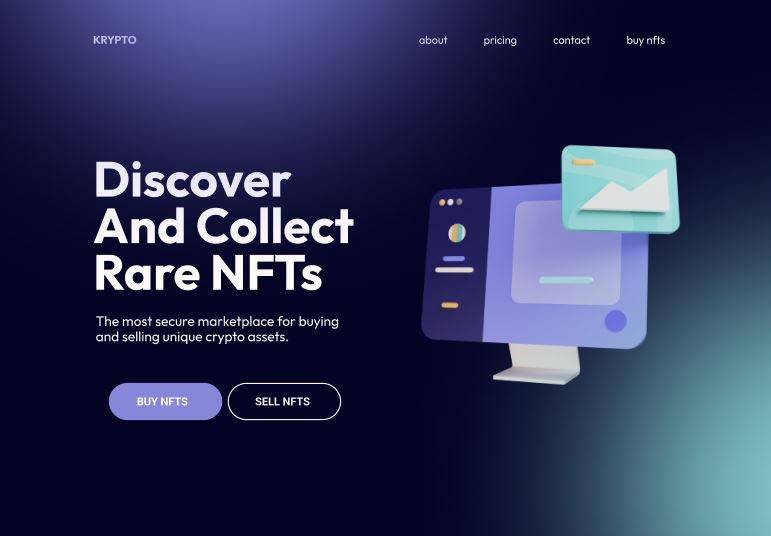 KRYPTO
about pricing contact buy nfts
Discover
And Collect
Rare NFTs
The most secure marketplace for buying
and selling unique crypto assets.
BUY NFTS SELL NFTS